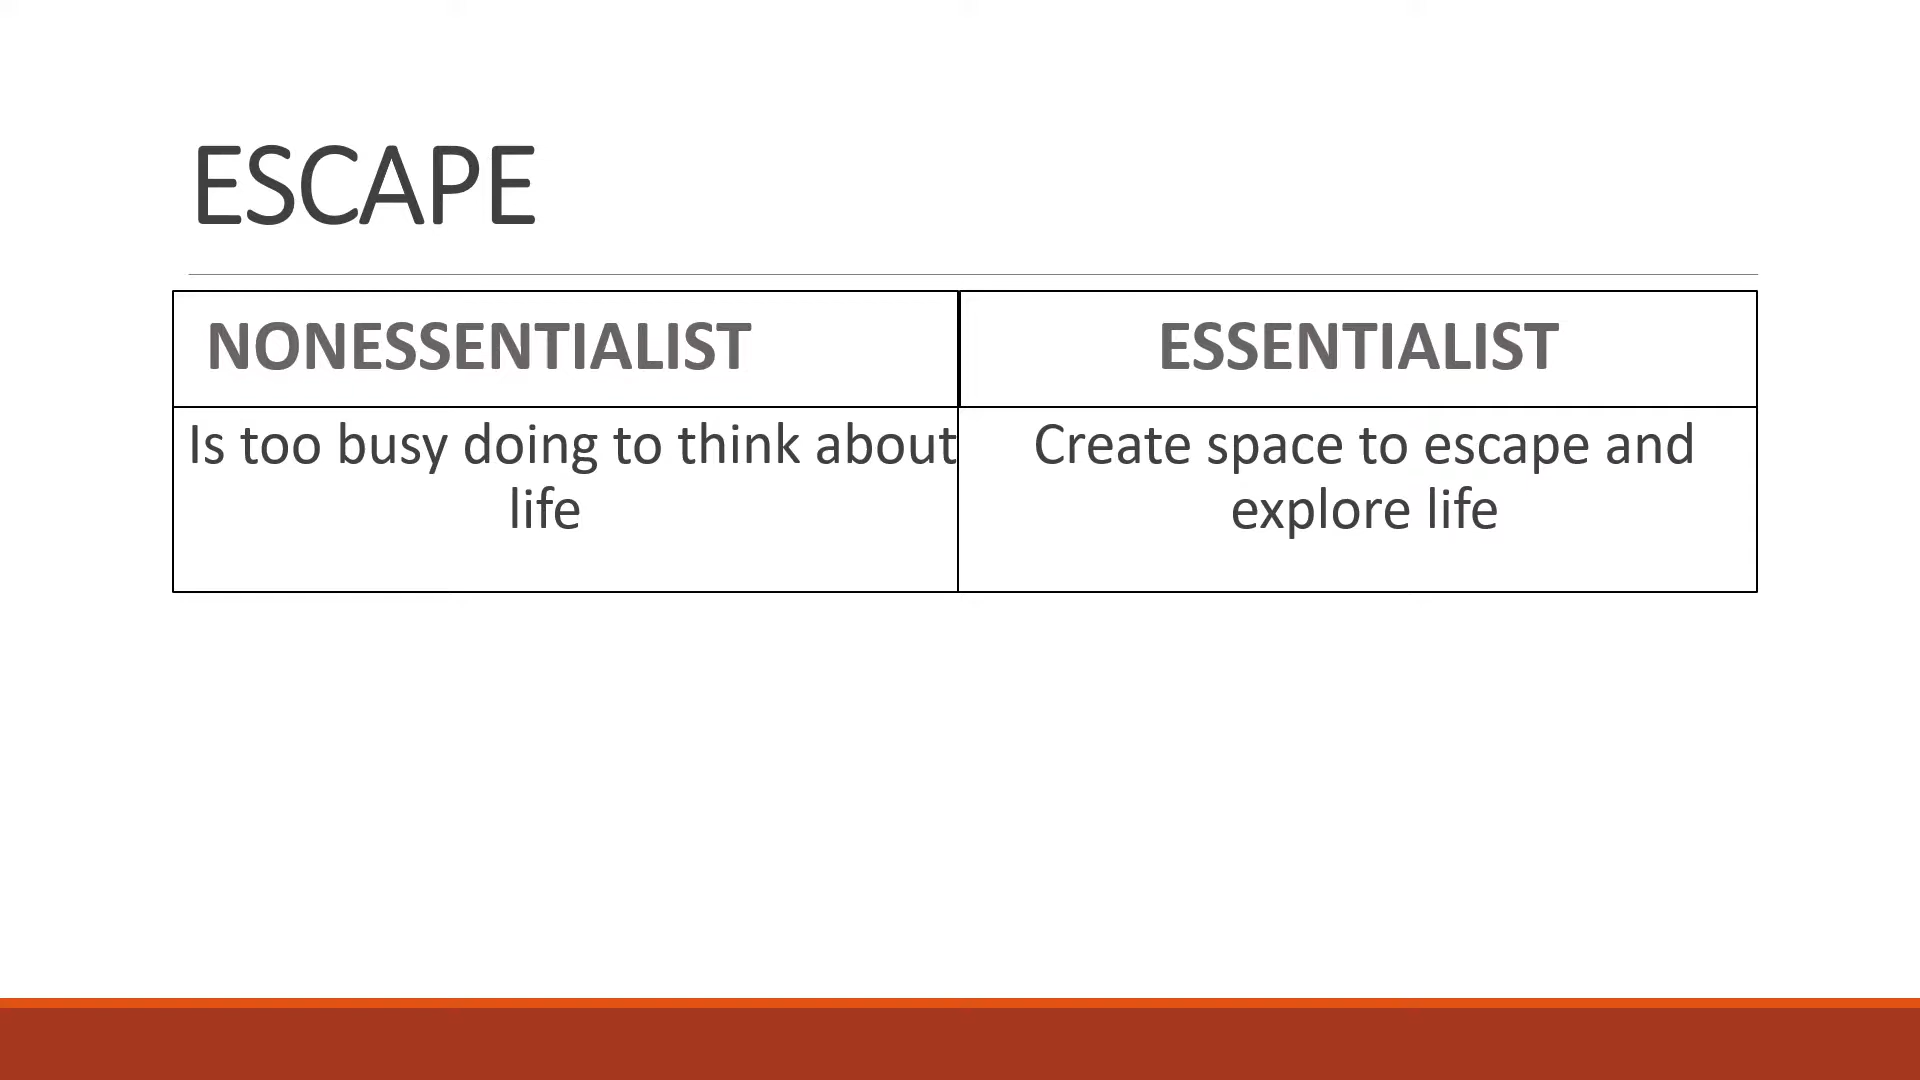 ESCAPE
NONESSENTIALIST
ESSENTIALIST
Is too busy doing to think about
life
Create space to escape and
explore life